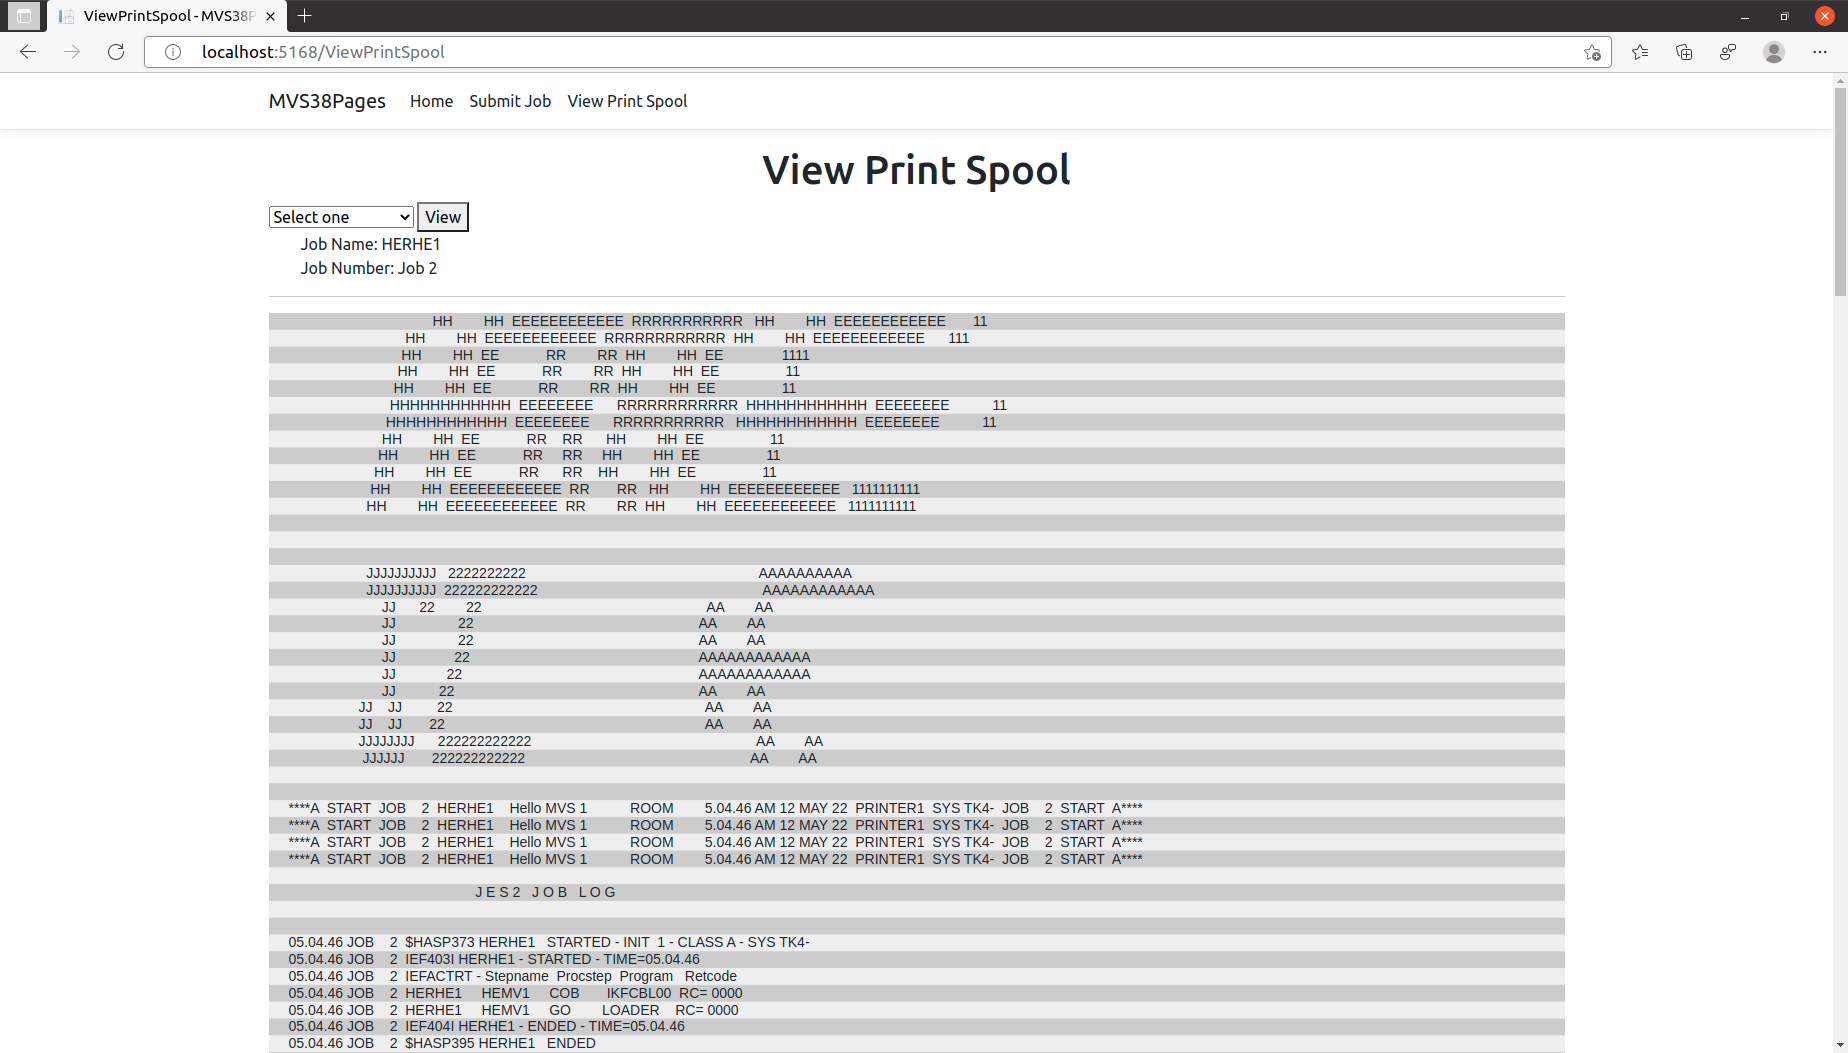 ViewPrintSpool - MVS38P
localhost:5168/ViewPrintSpool
MVS38Pages Home Submit Job View Print Spool
View Print Spool
Select one View
Job Name: HERHE1
Job Number: Job 2
HH HH EEEEEEEEEEEE RRRRRRRRRRR HH HH EEEEEEEEEEEE 11
HH HH EEEEEEEEEEEE RRRRRRRRRRRR HH HH EEEEEEEEEEEE 111
HH HH EE RR RR HH HH EE 1111
HH HH EE RR RR HH HH EE 11
HH HH EE RR RR HH HH EE 11
HHHHHHHHHHHH EEEEEEEE RRRRRRRRRRRR HHHHHHHHHHHH EEEEEEEE 11
HHHHHHHHHHHH EEEEEEEE RRRRRRRRRRR HHHHHHHHHHHH EEEEEEEE 11
HH HH EE RR RR HH HH EE 11
HH HH EE RR RR HH HH EE 11
HH HH EE RR RR HH HH EE 11
HH HH EEEEEEEEEEEE RR RR HH HH EEEEEEEEEEEE 1111111111
HH HH EEEEEEEEEEEE RR RR HH HH EEEEEEEEEEEE 1111111111
JJJJJJJJJJ 2222222222 AAAAAAAAAA
JJJJJJJJJJ 222222222222 AAAAAAAAAAAA
JJ 22 22 AA AA
JJ 22 AA AA
JJ 22 AA AA
JJ 22 AAAAAAAAAAAA
JJ 22 AAAAAAAAAAAA
JJ 22 AA AA
JJ JJ 22 AA AA
JJ JJ 22 AA AA
JJJJJJJJ 222222222222 AA AA
JJJJJJ 222222222222 AA AA
****A START JOB 2 HERHE1 Hello MVS 1 ROOM 5.04.46 AM 12 MAY 22 PRINTER1 SYS TK4- JOB 2 START A****
****A START JOB 2 HERHE1 Hello MVS 1 ROOM 5.04.46 AM 12 MAY 22 PRINTER1 SYS TK4- JOB 2 START A****
****A START JOB 2 HERHE1 Hello MVS 1 ROOM 5.04.46 AM 12 MAY 22 PRINTER1 SYS TK4- JOB 2 START A****
****A START JOB 2 HERHE1 Hello MVS 1 ROOM 5.04.46 AM 12 MAY 22 PRINTER1 SYS TK4- JOB 2 START A****
J E S 2 J O B L O G
05.04.46 JOB 2 $HASP373 HERHE1 STARTED - INIT 1 - CLASS A - SYS TK4-
05.04.46 JOB 2 IEF403I HERHE1 - STARTED - TIME=05.04.46
05.04.46 JOB 2 IEFACTRT - Stepname Procstep Program Retcode
05.04.46 JOB 2 HERHE1 HEMV1 COB IKFCBL00 RC= 0000
05.04.46 JOB 2 HERHE1 HEMV1 GO LOADER RC= 0000
05.04.46 JOB 2 IEF404I HERHE1 - ENDED - TIME=05.04.46
05.04.46 JOB 2 $HASP395 HERHE1 ENDED